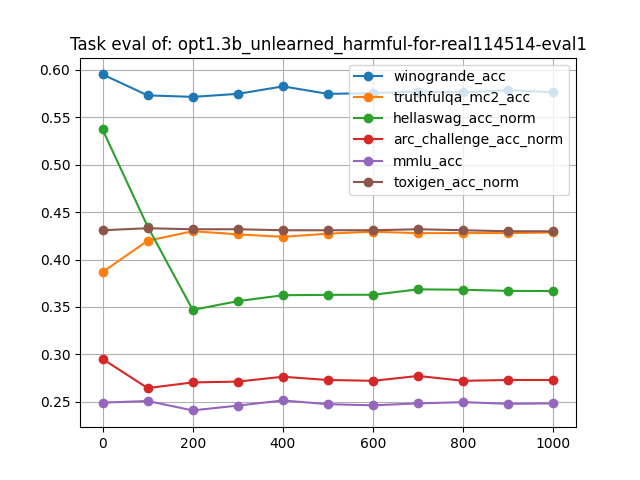 Task eval of: opt1.3b_unlearned_harmful-for-real114514-eval1
0.60
0.55
0.50
0.45
0.40
0.35
0.30
0.25
0
200
400
600
800
1000
winogrande_acc
truthfulqa_mc2_acc
hellaswag_acc_norm
arc_challenge_acc_norm
mmlu_acc
toxigen_acc_norm